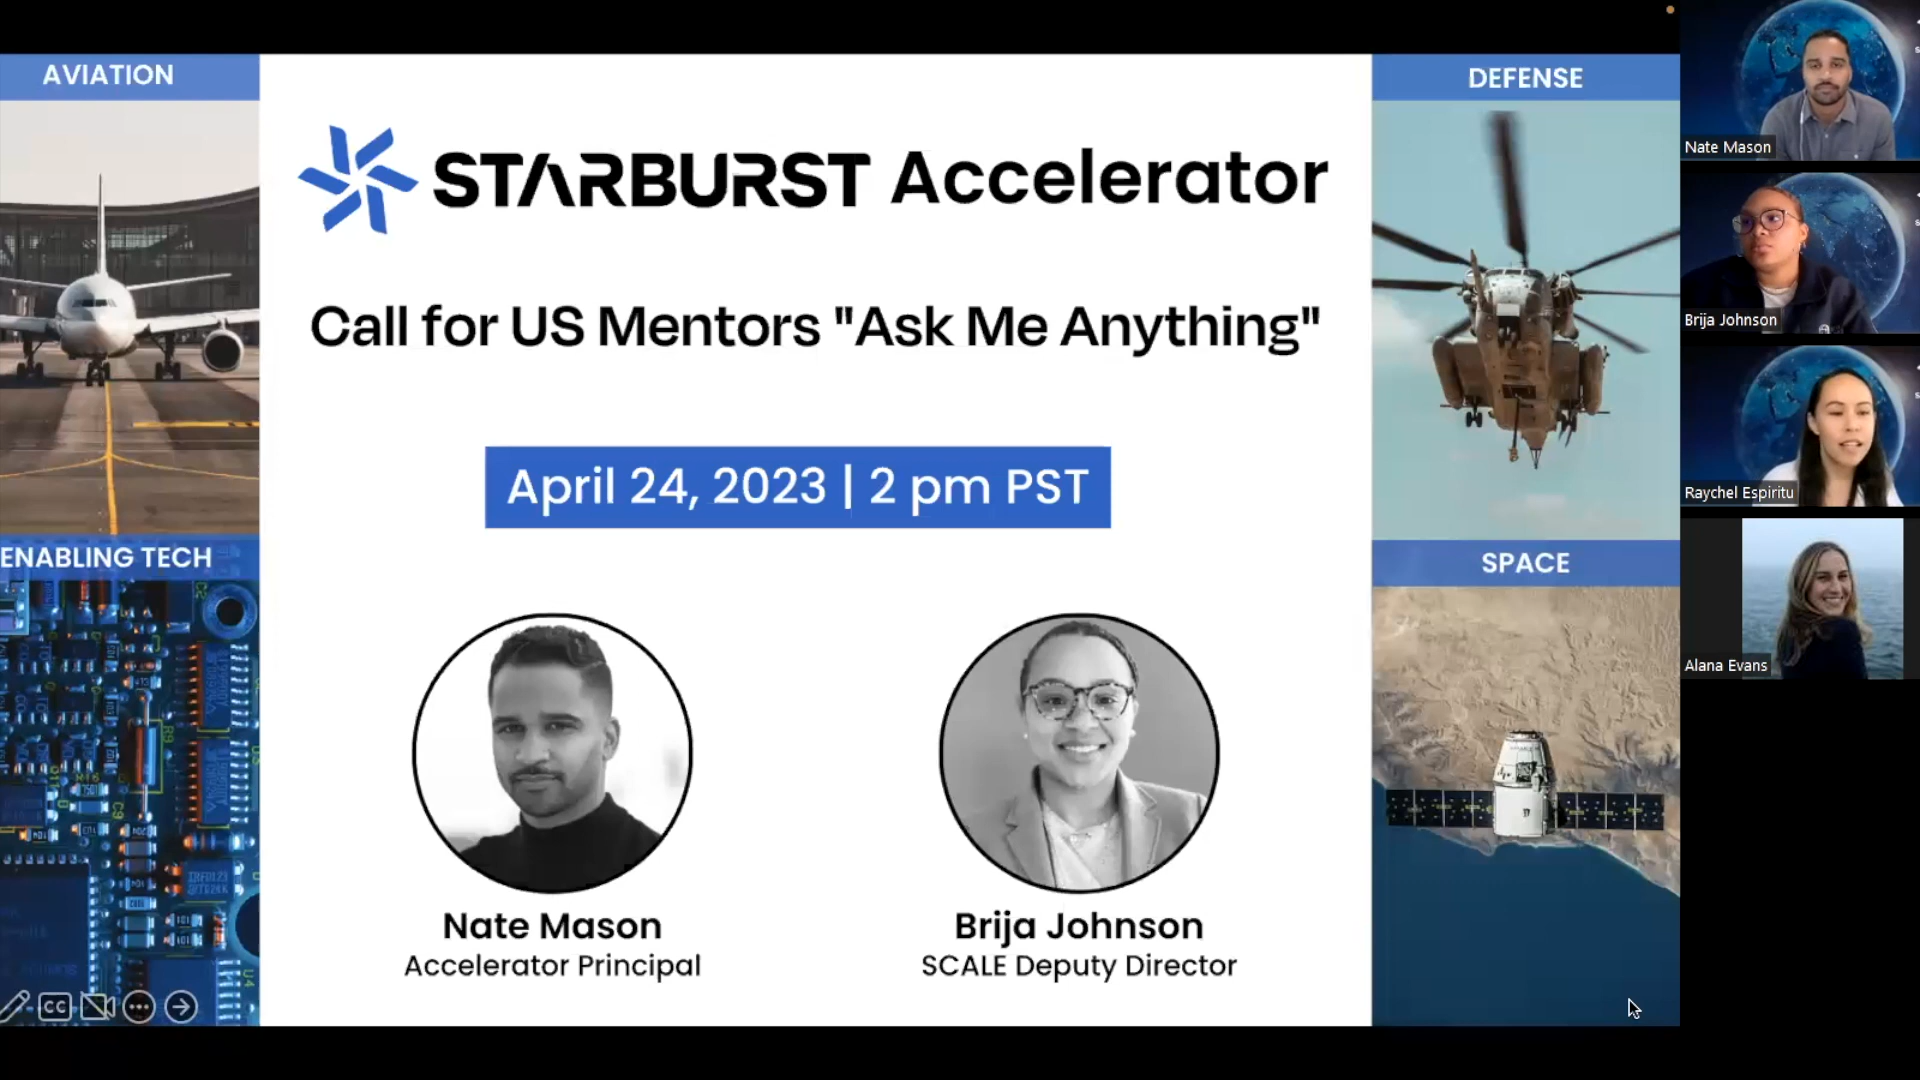 AVIATION
STARBURST Accelerator
Call for US Mentors "Ask Me Anything"
April 24, 2023 | 2 pm PST
Nate Mason
Accelerator Principal
Brija Johnson
SCALE Deputy Director
ENABLING TECH
CC
DEFENSE
SPACE
Nate Mason
Brija Johnson
Raychel Espiritu
Alana Evans